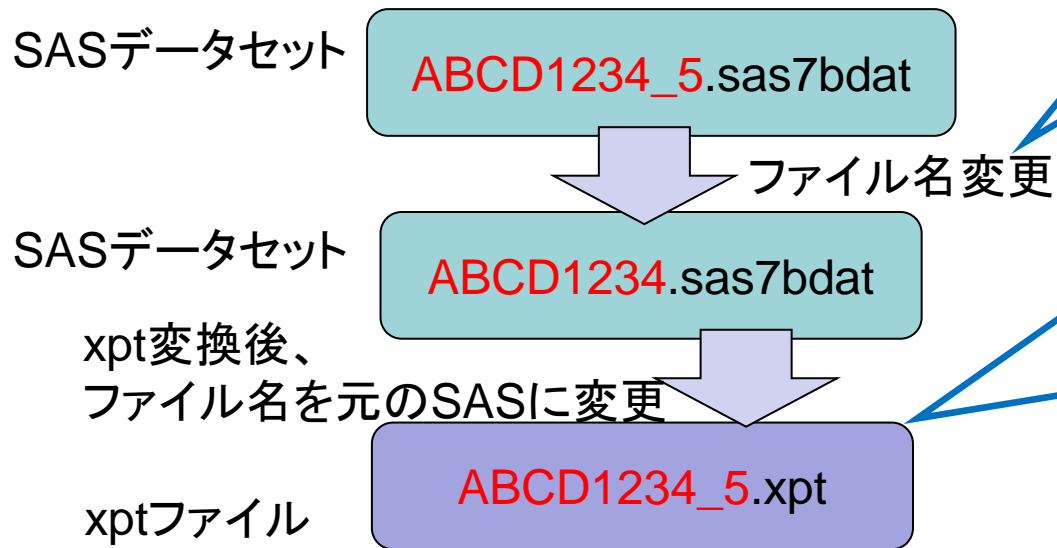 SASデータセット
ABCD1234_5.sas7bdat
ファイル名変更
SASデータセット
ABCD1234.sas7bdat
xpt変換後、
ファイル名を元のSASに変更
ABCD1234_5.xpt
xptファイル